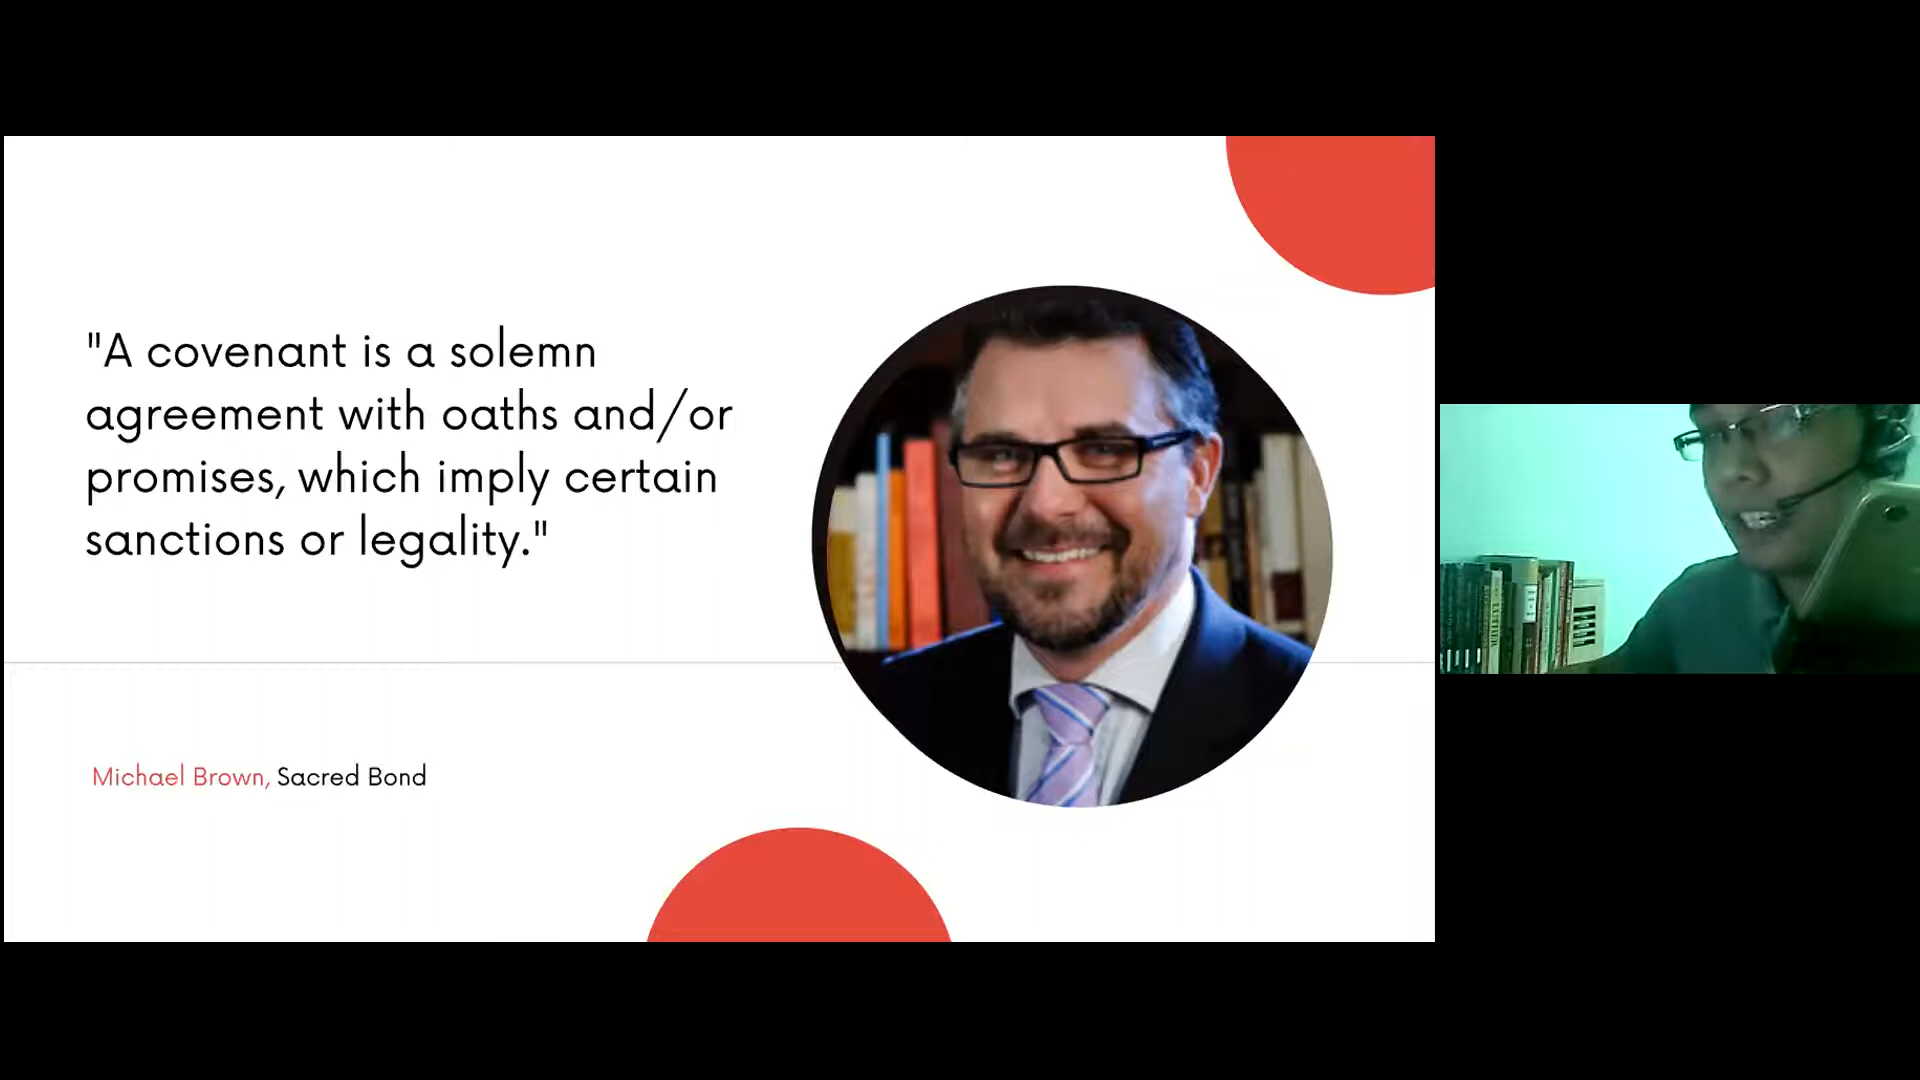 "A covenant is a solemn
agreement with oaths and/or
promises, which imply certain
sanctions or legality."
Michael Brown, Sacred Bond